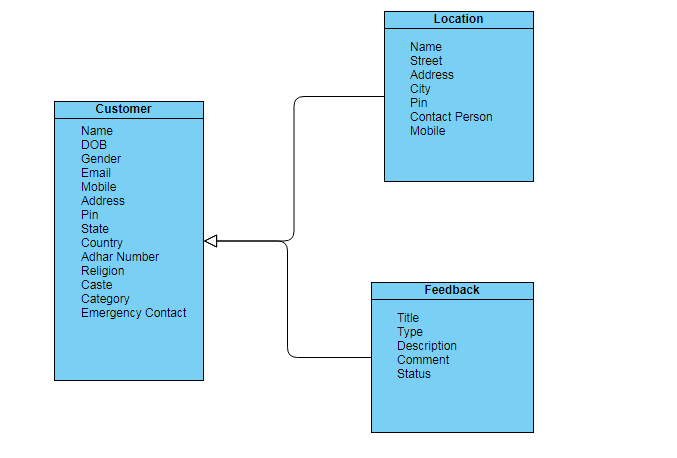 Location
Name
Street
Address
City
Pin
Contact Person
Mobile
Customer
Name
DOB
Gender
Email
Mobile
Address
Pin
State
Country
Adhar Number
Religion
Caste
Category
Emergency Contact
Feedback
Title
Type
Description
Comment
Status